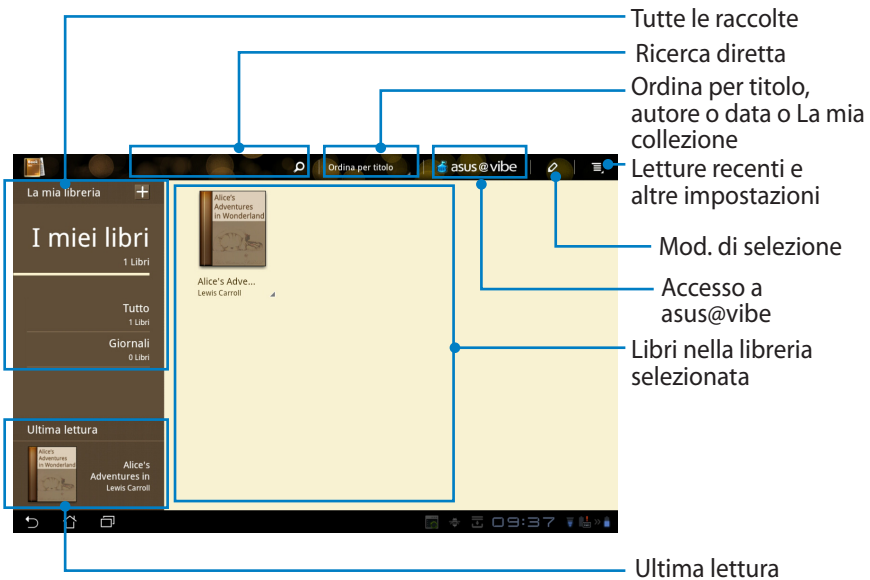 Tutte le raccolte
Ricerca diretta
Ordina per titolo,
autore o data o La mia
collezione
Letture recenti e
altre impostazioni
Mod. di selezione
Accesso a
asus@vibe
Libri nella libreria
selezionata
Ultima lettura
Ordina per titolo
asus@vibe
La mia libreria
I miei libri
1 Libri
Tutto
1 Libri
Giornali
0 Libri
Alice's
Adventures
in Wonderland
Alice's Adve...
Lewis Carroll
Ultima lettura
Alice's
Adventures
in Wonderland
Alice's
Adventures in
Lewis Carroll
09:37